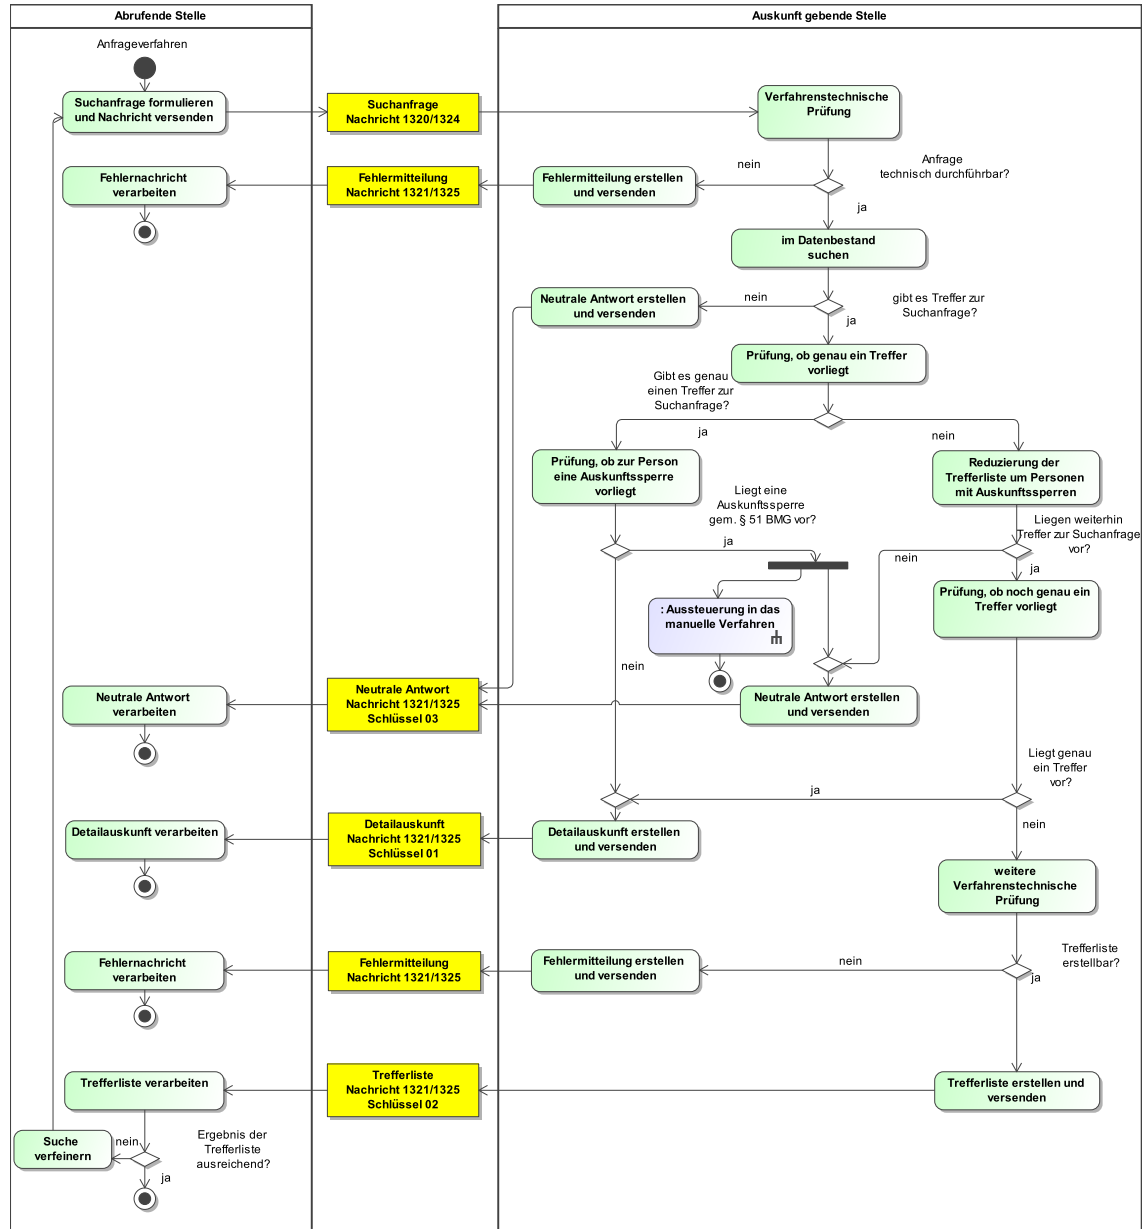 Abrufende Stelle
Auskunft gebende Stelle
Anfrageverfahren
Suchanfrage formulieren
und Nachricht versenden
Suchanfrage
Nachricht 1320/1324
Verfahrenstechnische
Prüfung
nein
Anfrage
technisch durchführbar?
Fehlernachricht
verarbeiten
Fehlermitteilung
Nachricht 1321/1325
Fehlermitteilung erstellen
und versenden
ja
im Datenbestand
suchen
Neutrale Antwort erstellen
und versenden
nein
gibt es Treffer zur
Suchanfrage?
ja
Prüfung, ob genau ein Treffer
vorliegt
Gibt es genau
einen Treffer zur
Suchanfrage?
ja
nein
Prüfung, ob zur Person
eine Auskunftssperre
vorliegt
Reduzierung der
Trefferliste um Personen
mit Auskunftssperren
Liegt eine
Auskunftssperre
gem. § 51 BMG vor?
Liegen weiterhin
Treffer zur Suchanfrage
vor?
ja
nein
ja
: Aussteuerung in das
manuelle Verfahren
Prüfung, ob noch genau ein
Treffer vorliegt
nein
Neutrale Antwort
verarbeiten
Neutrale Antwort
Nachricht 1321/1325
Schlüssel 03
Neutrale Antwort erstellen
und versenden
Liegt genau
ein Treffer
vor?
ja
nein
Detailauskunft verarbeiten
Detailauskunft
Nachricht 1321/1325
Schlüssel 01
Detailauskunft erstellen
und versenden
weitere
Verfahrenstechnische
Prüfung
Fehlernachricht
verarbeiten
Fehlermitteilung
Nachricht 1321/1325
Fehlermitteilung erstellen
und versenden
nein
Trefferliste
erstellbar?
ja
Trefferliste verarbeiten
Trefferliste
Nachricht 1321/1325
Schlüssel 02
Trefferliste erstellen und
versenden
Suche
verfeinern
nein
Ergebnis der
Trefferliste
ausreichend?
ja